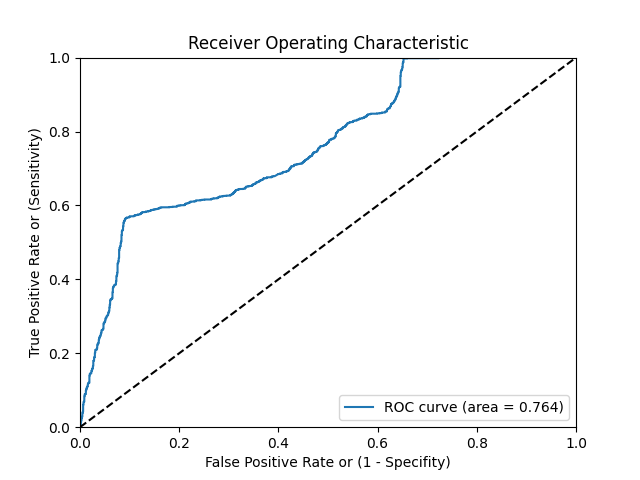 Receiver Operating Characteristic
1.0
0.8
0.6
0.4
0.2
0.0
True Positive Rate or (Sensitivity)
ROC curve (area = 0.764)
0.0 0.2 0.4 0.6 0.8 1.0
False Positive Rate or (1 - Specifity)